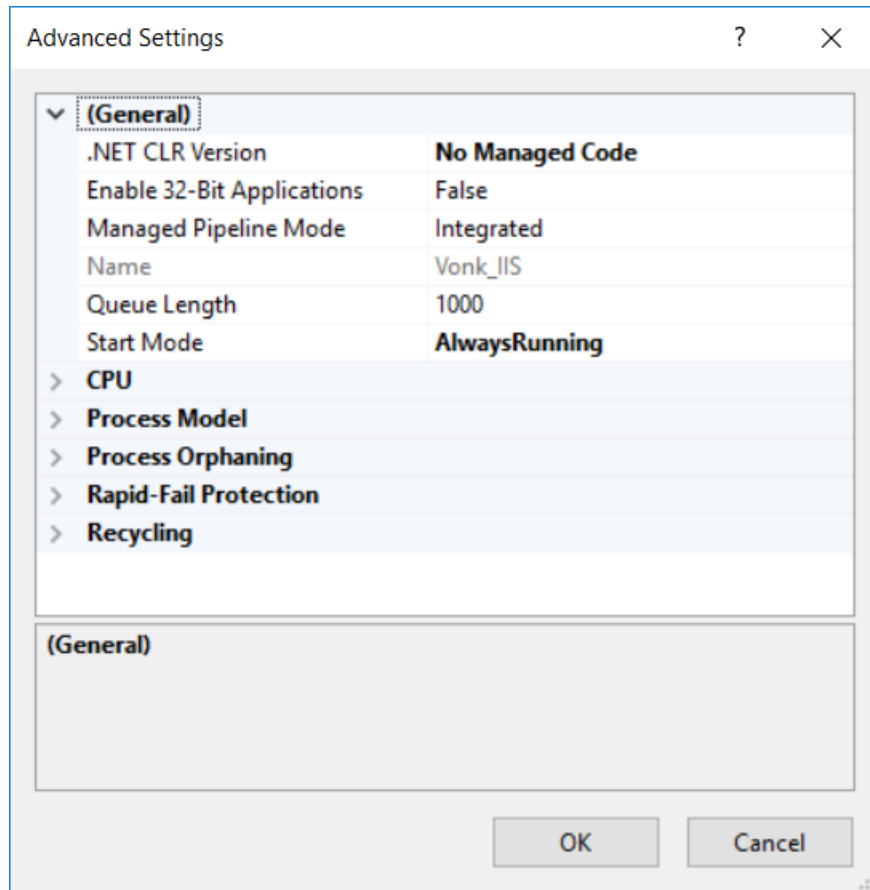 Advanced Settings ?
(General)
.NET CLR Version No Managed Code
Enable 32-Bit Applications False
Managed Pipeline Mode Integrated
Name Vonk_IIS
Queue Length 1000
Start Mode AlwaysRunning
CPU
Process Model
Process Orphaning
Rapid-Fail Protection
Recycling
(General)
OK Cancel